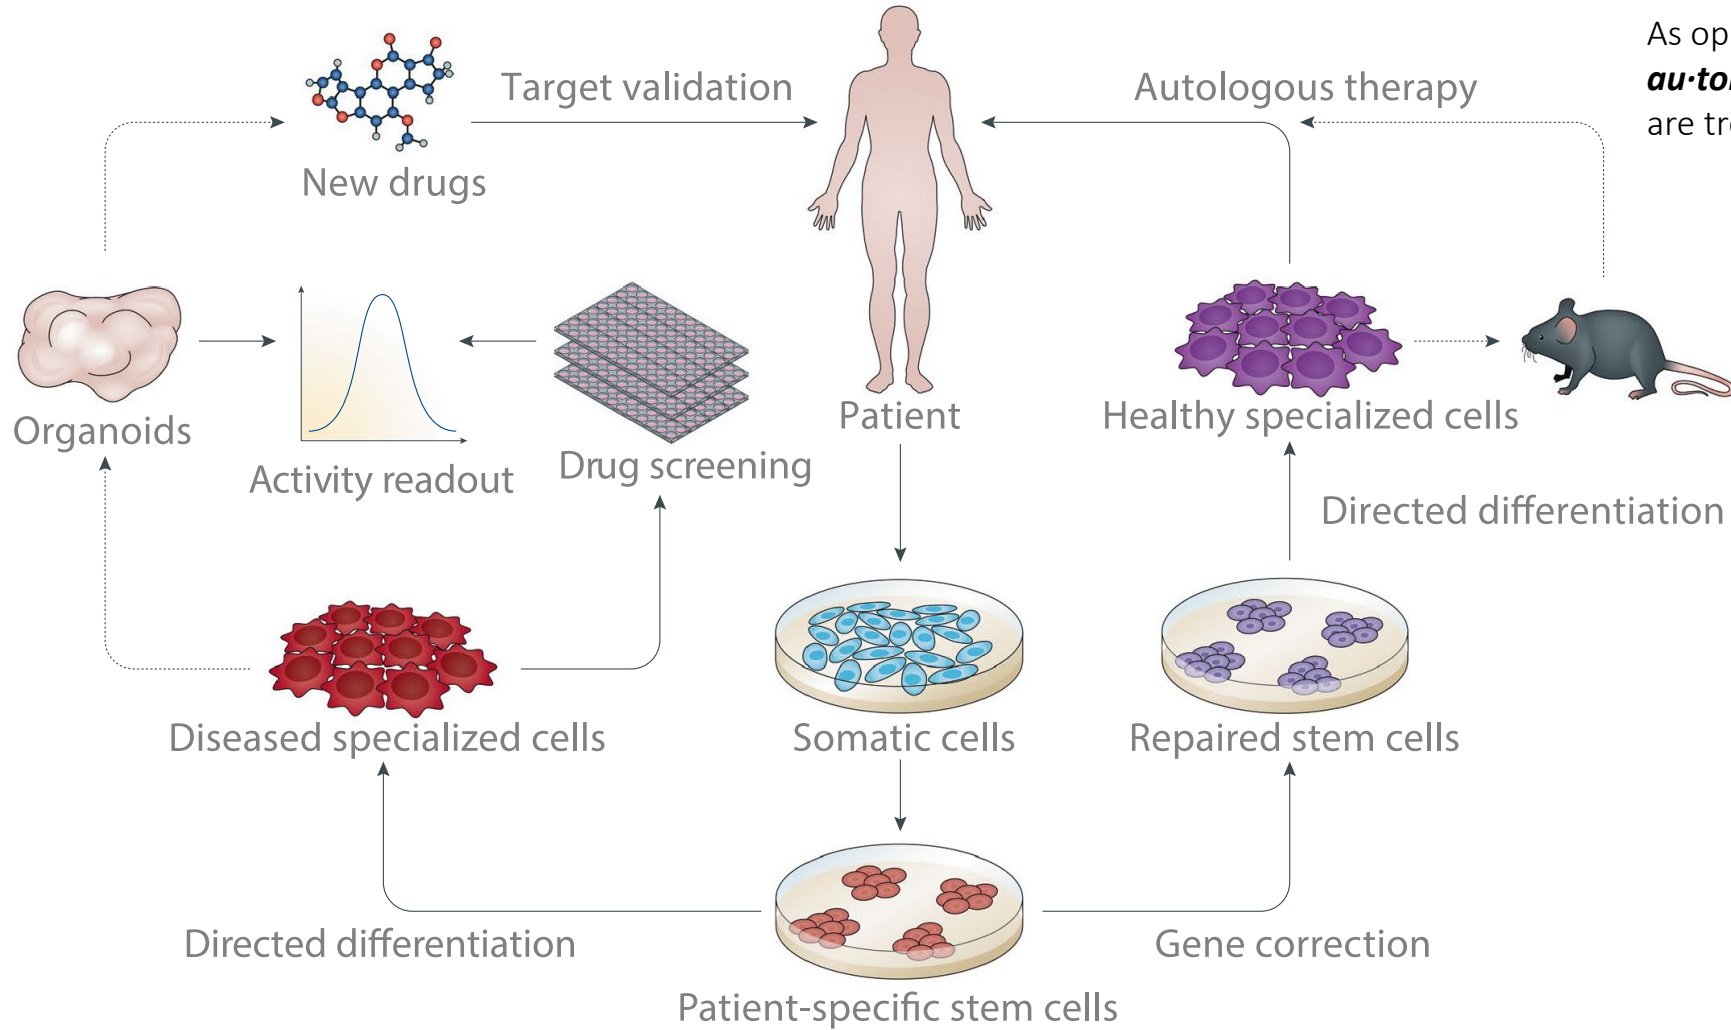 As op
Target validation
Autologous therapy
are tre
New drugs
Organoids
Patient
Healthy specialized cells
Activity readout
Drug screening
Directed differentiation
Diseased specialized cells
Somatic cells
Repaired stem cells
Directed differentiation
Gene correction
Patient-specific stem cells